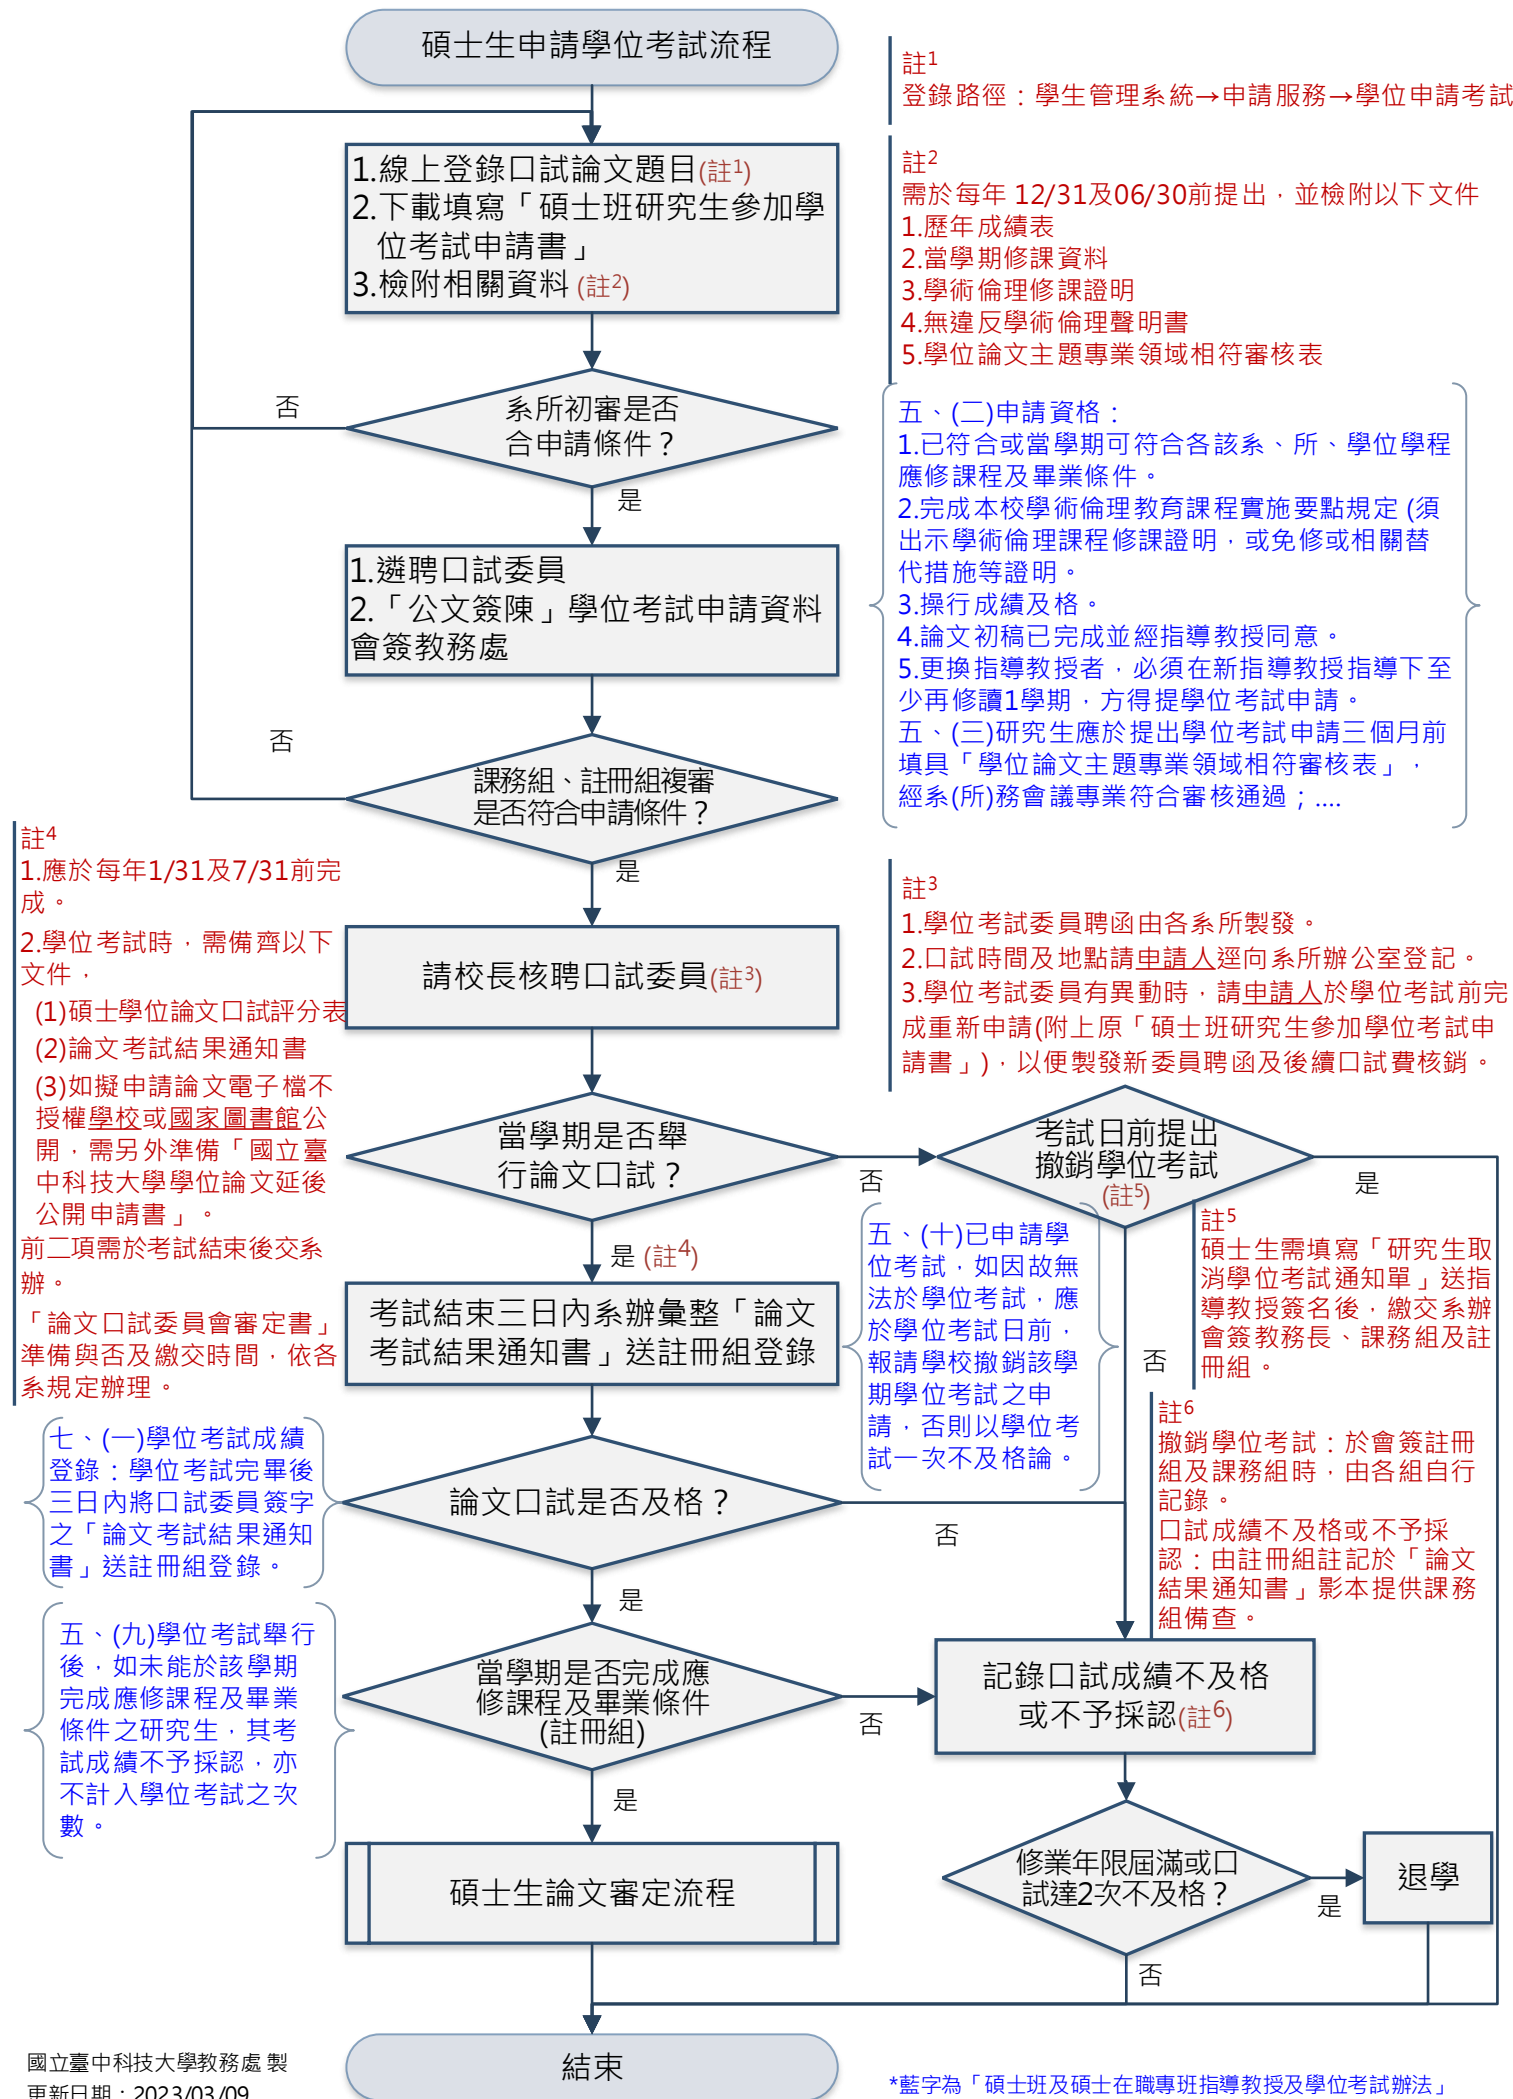 碩士生申請學位考試流程
註1
登錄路徑：學生管理系統→申請服務→學位申請考試
1.線上登錄口試論文題目(註1)
2.下載填寫「碩士班研究生參加學
位考試申請書」
3.檢附相關資料 (註2)
註2
需於每年 12/31及06/30前提出，並檢附以下文件
1.歷年成績表
2.當學期修課資料
3.學術倫理修課證明
4.無違反學術倫理聲明書
5.學位論文主題專業領域相符審核表
系所初審是否
合申請條件？
否
是
五、(二)申請資格：
1.已符合或當學期可符合各該系、所、學位學程
應修課程及畢業條件。
2.完成本校學術倫理教育課程實施要點規定 (須
出示學術倫理課程修課證明，或免修或相關替
代措施等證明。
3.操行成績及格。
4.論文初稿已完成並經指導教授同意。
5.更換指導教授者，必須在新指導教授指導下至
少再修讀1學期，方得提學位考試申請。
五、(三)研究生應於提出學位考試申請三個月前
填具「學位論文主題專業領域相符審核表」，
經系(所)務會議專業符合審核通過；....
1.遴聘口試委員
2.「公文簽陳」學位考試申請資料
會簽教務處
否
課務組、註冊組複審
是否符合申請條件？
是
註4
1.應於每年1/31及7/31前完
成。
2.學位考試時，需備齊以下
文件，
(1)碩士學位論文口試評分表
(2)論文考試結果通知書
(3)如擬申請論文電子檔不
授權學校或國家圖書館公
開，需另外準備「國立臺
中科技大學學位論文延後
公開申請書」。
前二項需於考試結束後交系
辦。
「論文口試委員會審定書」
準備與否及繳交時間，依各
系規定辦理。
請校長核聘口試委員(註3)
註3
1.學位考試委員聘函由各系所製發。
2.口試時間及地點請申請人逕向系所辦公室登記。
3.學位考試委員有異動時，請申請人於學位考試前完
成重新申請(附上原「碩士班研究生參加學位考試申
請書」)，以便製發新委員聘函及後續口試費核銷。
當學期是否舉
行論文口試？
否
是 (註4)
考試日前提出
撤銷學位考試
(註5)
是
否
五、(十)已申請學
位考試，如因故無
法於學位考試，應
於學位考試日前，
報請學校撤銷該學
期學位考試之申
請，否則以學位考
試一次不及格論。
註5
碩士生需填寫「研究生取
消學位考試通知單」送指
導教授簽名後，繳交系辦
會簽教務長、課務組及註
冊組。
考試結束三日內系辦彙整「論文
考試結果通知書」送註冊組登錄
註6
撤銷學位考試：於會簽註冊
組及課務組時，由各組自行
記錄。
口試成績不及格或不予採
認：由註冊組註記於「論文
結果通知書」影本提供課務
組備查。
七、(一)學位考試成績
登錄：學位考試完畢後
三日內將口試委員簽字
之「論文考試結果通知
書」送註冊組登錄。
論文口試是否及格？
否
是
五、(九)學位考試舉行
後，如未能於該學期
完成應修課程及畢業
條件之研究生，其考
試成績不予採認，亦
不計入學位考試之次
數。
當學期是否完成應
修課程及畢業條件
(註冊組)
否
是
記錄口試成績不及格
或不予採認(註6)
碩士生論文審定流程
修業年限屆滿或口
試達2次不及格？
是
否
退學
結束
國立臺中科技大學教務處 製
更新日期：2023/03/09
*藍字為「碩士班及碩士在職專班指導教授及學位考試辦法」